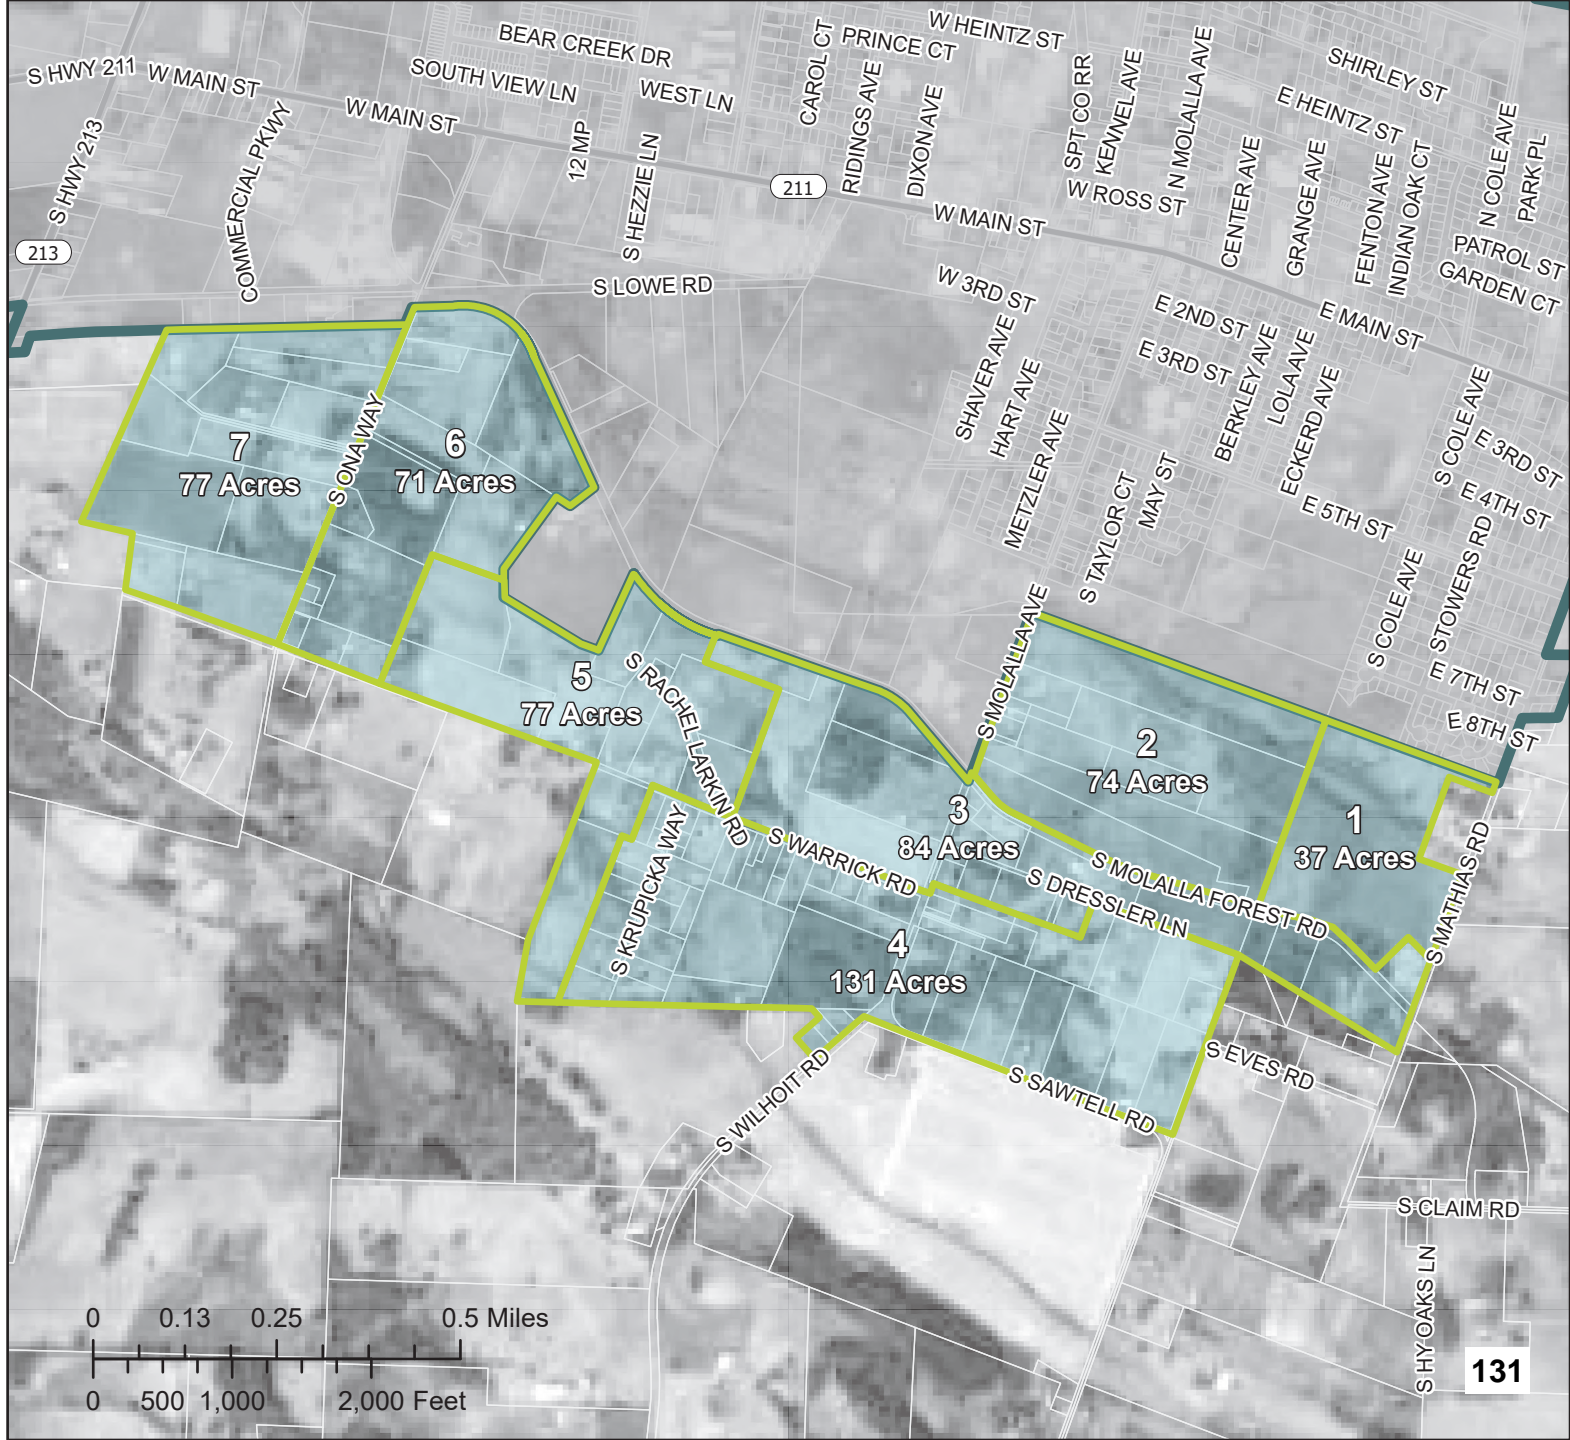 W HEINTZ ST
BEAR CREEK DR
CAROL CT
PRINCE CT
SHIRLEY ST
S HWY 211
W MAIN ST
SOUTH VIEW LN
WEST LN
RIDINGS AVE
DIXON AVE
SPT CO RR
KENNEL AVE
N MOLALLA AVE
E HEINTZ ST
N COLE AVE
PARK PL
S HWY 213
COMMERCIAL PKWY
W MAIN ST
12 MP
S HEZZIE LN
211
W ROSS ST
CENTER AVE
GRANGE AVE
FENTON AVE
INDIAN OAK CT
213
W MAIN ST
PATROL ST
GARDEN CT
S LOWE RD
W 3RD ST
E 2ND ST
E MAIN ST
SHAVER AVE
HART AVE
METZLER AVE
E 3RD ST
BERKLEY AVE
LOLA AVE
ECKERD AVE
S COLE AVE
E 3RD ST
E 4TH ST
7
77 Acres
S ONA WAY
6
71 Acres
S TAYLOR CT
MAY ST
E 5TH ST
STOWERS RD
S COLE AVE
S MOLALLA AVE
E 7TH ST
E 8TH ST
5
77 Acres
S RACHEL LARKIN RD
2
74 Acres
3
84 Acres
1
37 Acres
S KRUPICKA WAY
S WARRICK RD
S DRESSLER LN
S MOLALLA FOREST RD
S MATHIAS RD
4
131 Acres
S WILHOIT RD
S SAWTELL RD
S EVES RD
S CLAIM RD
S HY OAKS LN
0 0.13 0.25 0.5 Miles
0 500 1,000 2,000 Feet
131